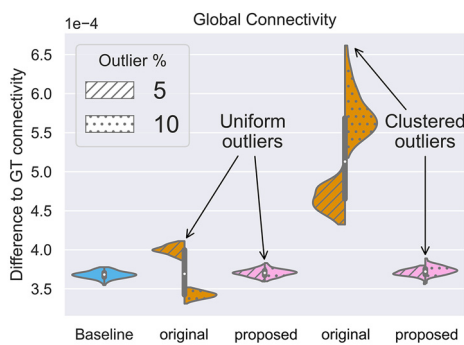 Global Connectivity
1e−4
Difference to GT connectivity
6.5
6.0
5.5
5.0
4.5
4.0
3.5
Outlier %
5
10
Uniform
outliers
Clustered
outliers
Baseline
original
proposed
original
proposed